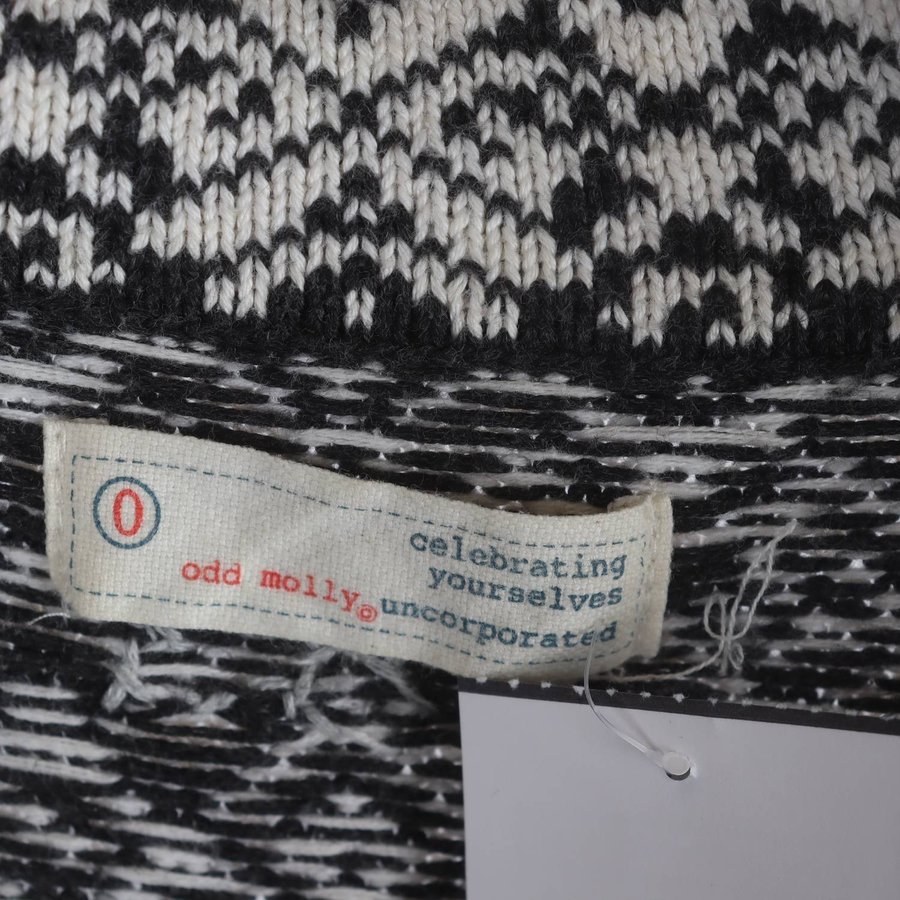 0
odd molly©
celebrating
yourselves
uncorporated